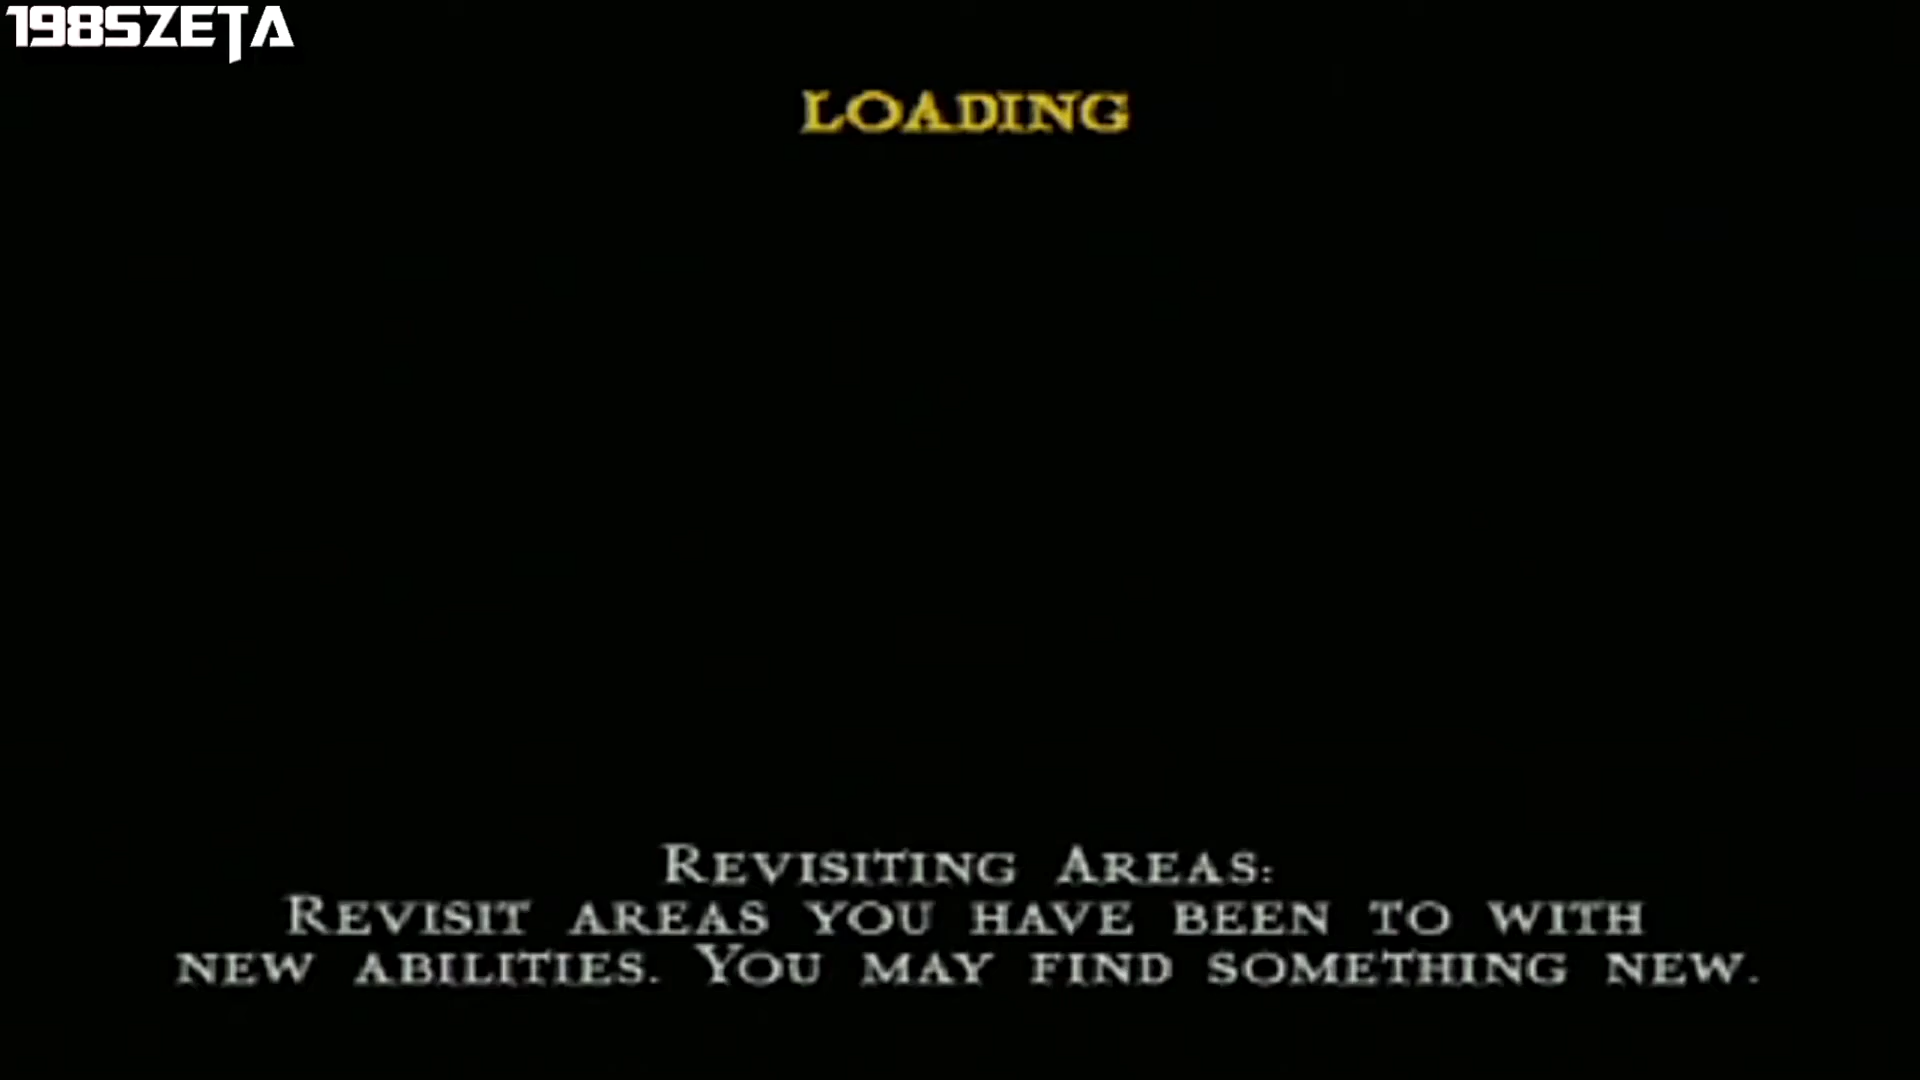 1985ZETA
LOADING
REVISITING AREAS:
REVISIT AREAS YOU HAVE BEEN TO WITH
NEW ABILITIES. YOU MAY FIND SOMETHING NEW.